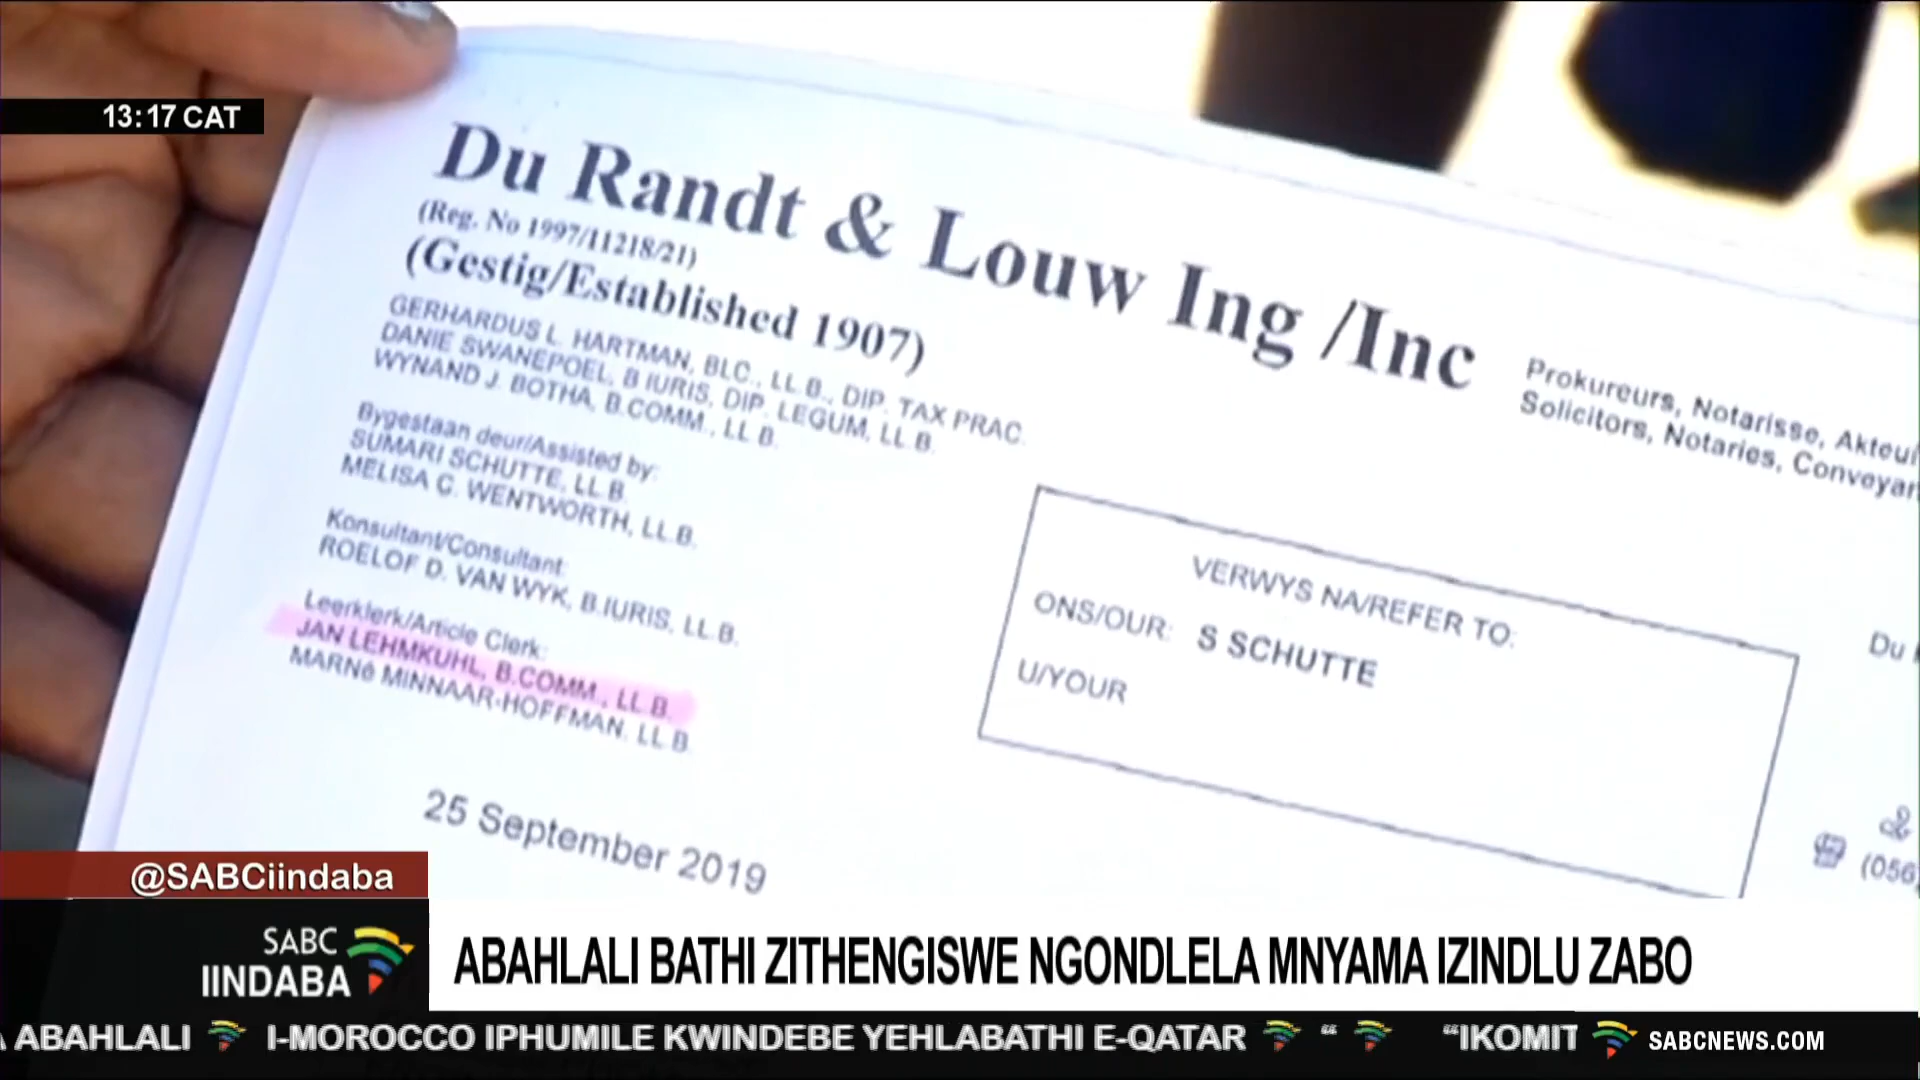 13:17 CAT
Du Randt & Louw Ing /Inc
(Reg. No 1997/11218/21)
(Gestig/Established 1907)
GERHARDUS L. HARTMAN, BLC., LL.B., DIP. TAX PRAC.
DANIE SWANEPOEL, B IURIS, DIP. LEGUM, LL.B.
WYNAND J. BOTHA, B.COMM., LL.B.
Prokureurs, Notarisse, Akteui
Solicitors, Notaries, Conveyan
Bygestaan deur/Assisted by:
SUMARI SCHUTTE, LL.B.
MELISA C. WENTWORTH, LL.B.
Konsultant/Consultant:
ROELOF D. VAN WYK, B.IURIS, LL.B.
Leerklerk/Article Clerk:
JAN LEHMKUHL, B.COMM., LL.B.
MARNé MINNAAR-HOFFMAN, LL.B.
VERWYS NA/REFER TO:
ONS/OUR: S SCHUTTE
U/YOUR
Du
(056
25 September 2019
@SABCiindaba
SABC
IINDABA
ABAHLALI BATHI ZITHENGISWE NGONDLELA MNYAMA IZINDLU ZABO
ABAHLALI I-MOROCCO IPHUMILE KWINDEBE YEHLABATHI E-QATAR “ “IKOMIT SABCNEWS.COM